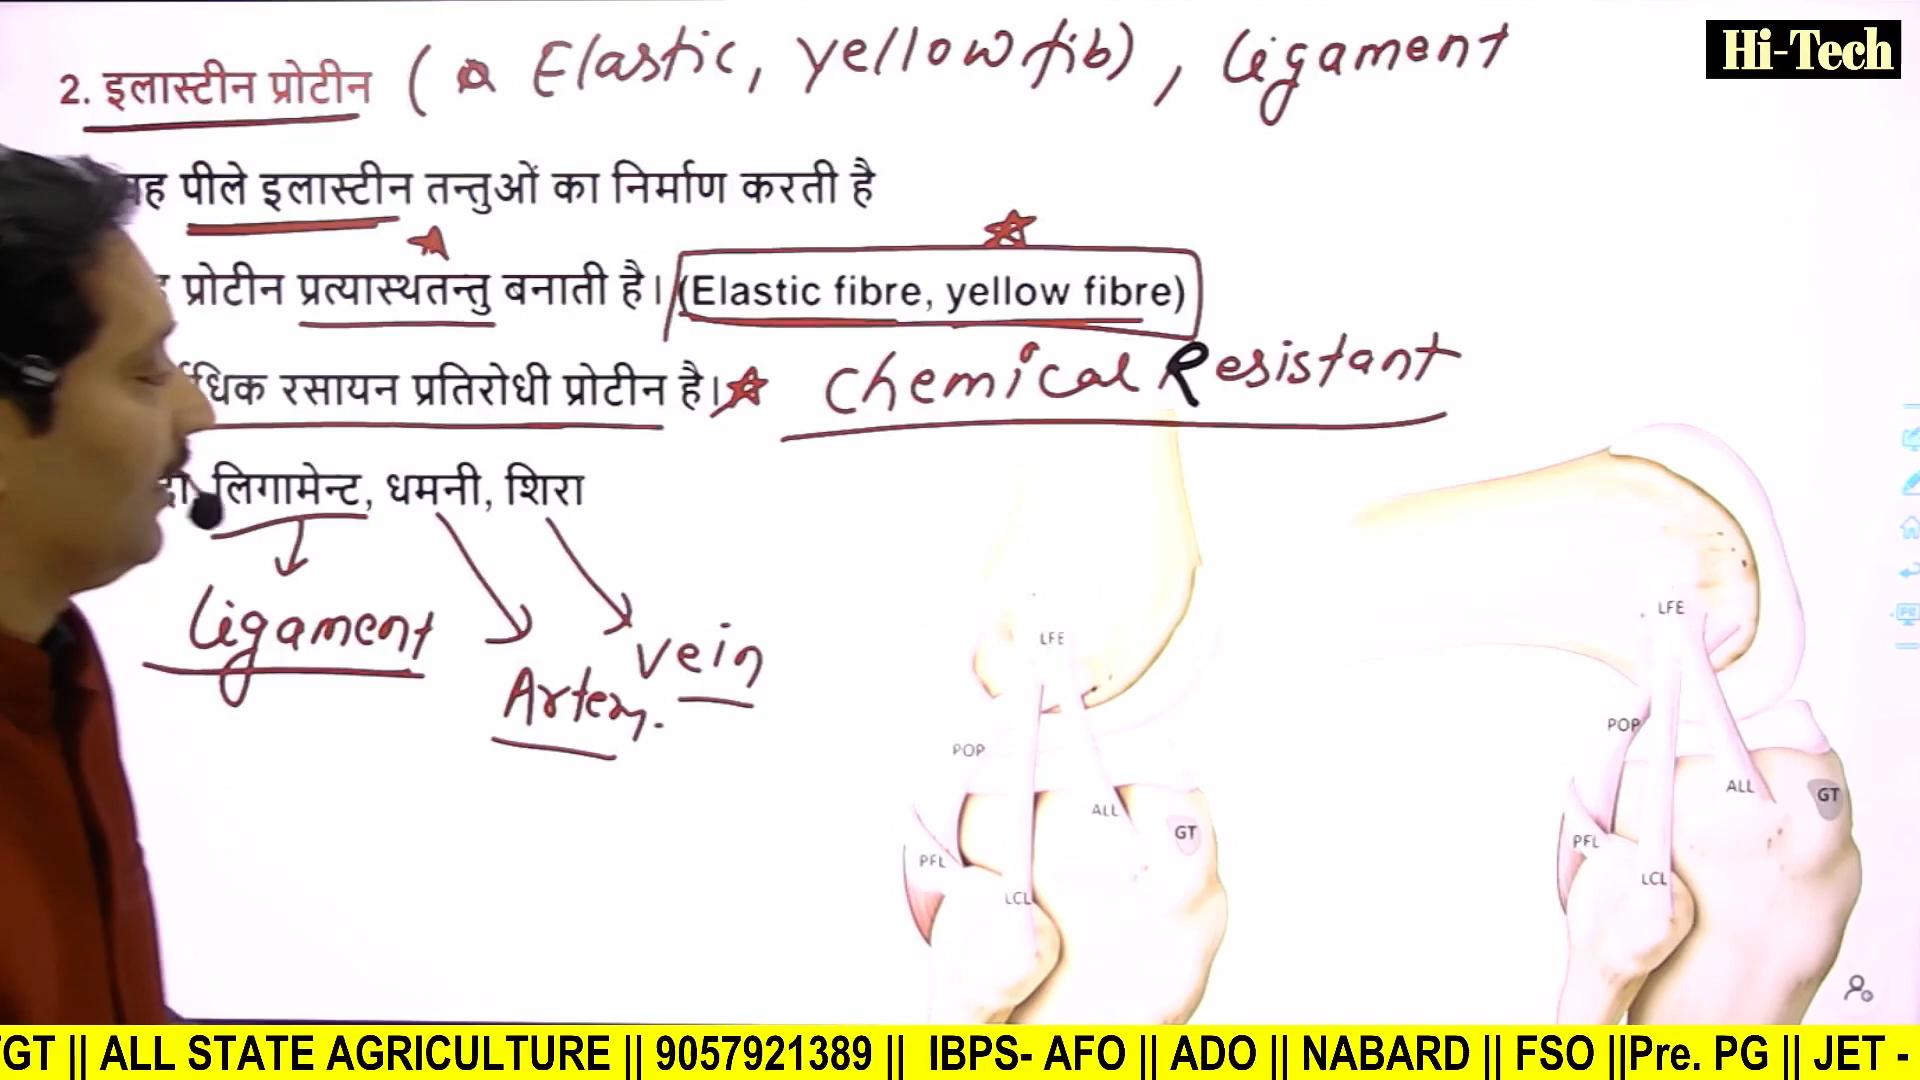 Hi-Tech
2. इलास्टीन प्रोटीन ( Elastic, yellow fib) , Ligament
पीले इलास्टीन तन्तुओं का निर्माण करती है
प्रोटीन प्रत्यास्थतन्तु बनाती है। (Elastic fibre, yellow fibre)
रसायन प्रतिरोधी प्रोटीन है। Chemical Resistant
लिगामेन्ट, धमनी, शिरा
Ligament
vein
Artery.
LFE
LFE
POP
POP
ALL
ALL
GT
GT
PFL
PFL
LCL
LCL
GT || ALL STATE AGRICULTURE || 9057921389 || IBPS- AFO || ADO || NABARD || FSO ||Pre. PG || JET -